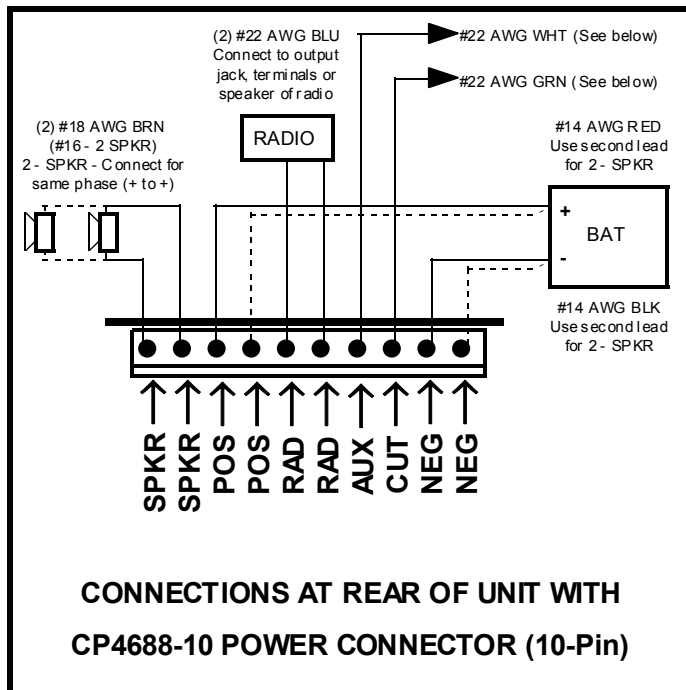 (2) #22 AWG BLU
Connect to output
jack, terminals or
speaker of radio
#22 AWG WHT (See below)
#22 AWG GRN (See below)
(2) #18 AWG BRN
(#16 - 2 SPKR)
2 - SPKR - Connect for
same phase (+ to +)
RADIO
#14 AWG RED
Use second lead
for 2 - SPKR
+
BAT
-
#14 AWG BLK
Use second lead
for 2 - SPKR
SPKR
SPKR
POS
POS
RAD
RAD
AUX
CUT
NEG
NEG
CONNECTIONS AT REAR OF UNIT WITH
CP4688-10 POWER CONNECTOR (10-Pin)